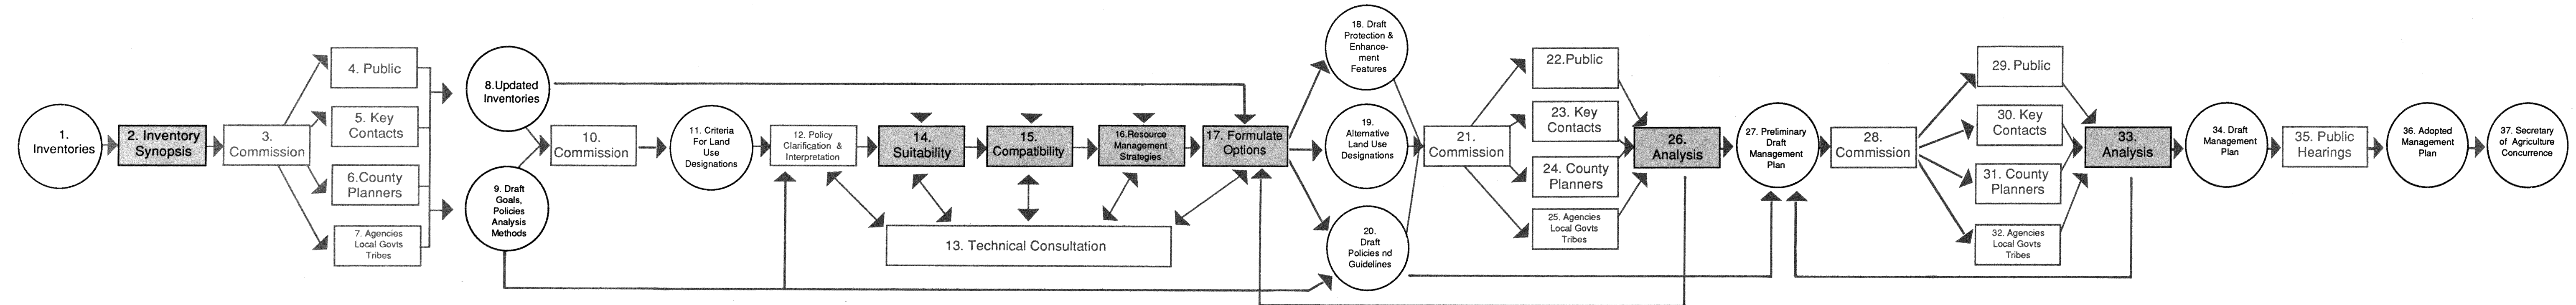 1.
Inventories
2. Inventory
Synopsis
3.
Commission
4. Public
5. Key
Contacts
6.County
Planners
7. Agencies
Local Govts
Tribes
8.Updated
Inventories
9. Draft
Goals,
Policies
Analysis
Methods
10.
Commission
11. Criteria
For Land
Use
Designations
12. Policy
Clarification &
Interpretation
13. Technical Consultation
14.
Suitability
15.
Compatibility
16.Resource
Management
Strategies
17. Formulate
Options
18. Draft
Protection &
Enhance-
ment
Features
19.
Alternative
Land Use
Designations
20.
Draft
Policies nd
Guidelines
21.
Commission
22.Public
23. Key
Contacts
24. County
Planners
25. Agencies
Local Govts
Tribes
26.
Analysis
27. Preliminary
Draft
Management
Plan
28.
Commission
29. Public
30. Key
Contacts
31. County
Planners
32. Agencies
Local Govts
Tribes
33.
Analysis
34. Draft
Management
Plan
35. Public
Hearings
36. Adopted
Management
Plan
37. Secretary
of Agriculture
Concurrence